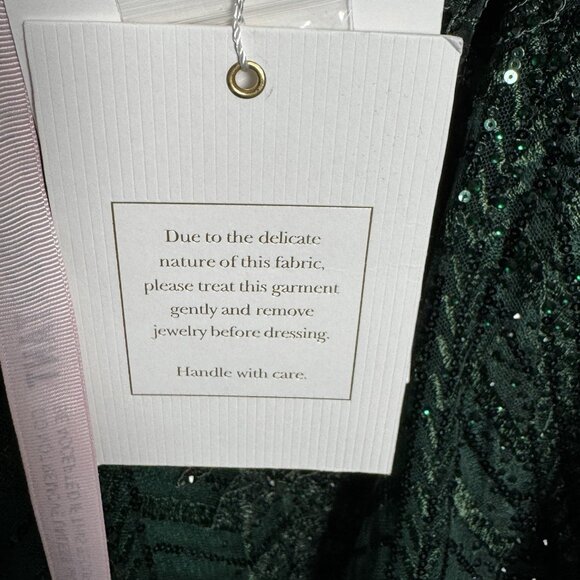 Due to the delicate
nature of this fabric,
please treat this garment
gently and remove
jewelry before dressing.
Handle with care.